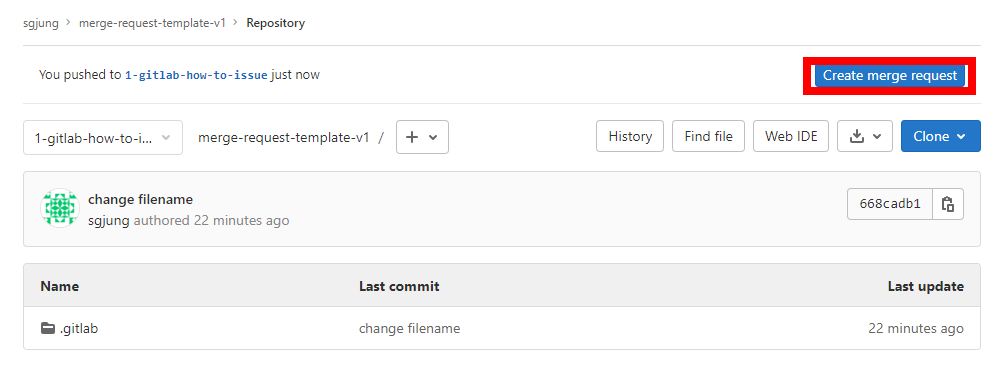 sgjung > merge-request-template-v1 > Repository
You pushed to 1-gitlab-how-to-issue just now
Create merge request
1-gitlab-how-to-i... merge-request-template-v1 / +
History Find file Web IDE Clone
change filename
sgjung authored 22 minutes ago
668cadb1
Name Last commit Last update
.gitlab change filename 22 minutes ago